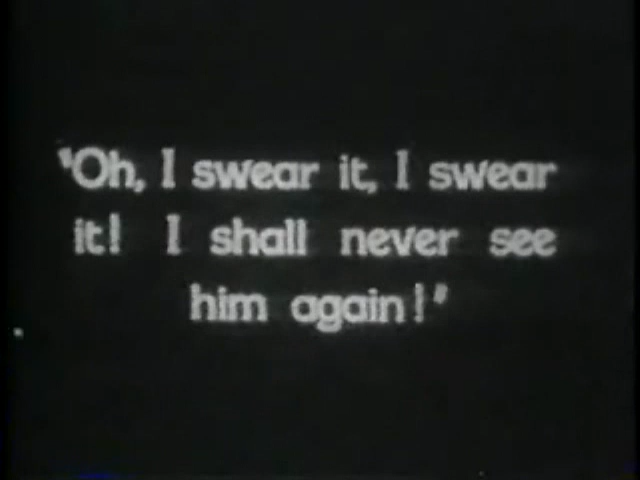 "Oh, I swear it, I swear
it! I shall never see
him again!"